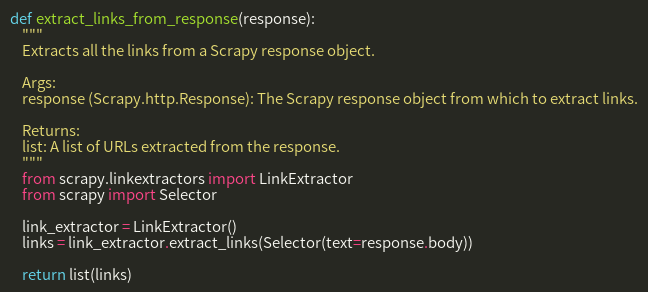 def extract_links_from_response(response):
"""
Extracts all the links from a Scrapy response object.
Args:
response (Scrapy.http.Response): The Scrapy response object from which to extract links.
Returns:
list: A list of URLs extracted from the response.
"""
from scrapy.linkextractors import LinkExtractor
from scrapy import Selector
link_extractor = LinkExtractor()
links = link_extractor.extract_links(Selector(text=response.body))
return list(links)